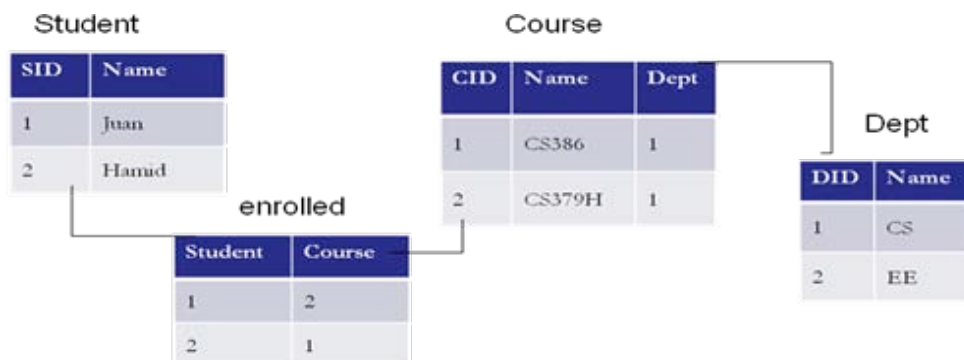 Student
SID Name
1 Juan
2 Hamid
enrolled
Student Course
1 2
2 1
Course
CID Name Dept
1 CS386 1
2 CS379H 1
Dept
DID Name
1 CS
2 EE